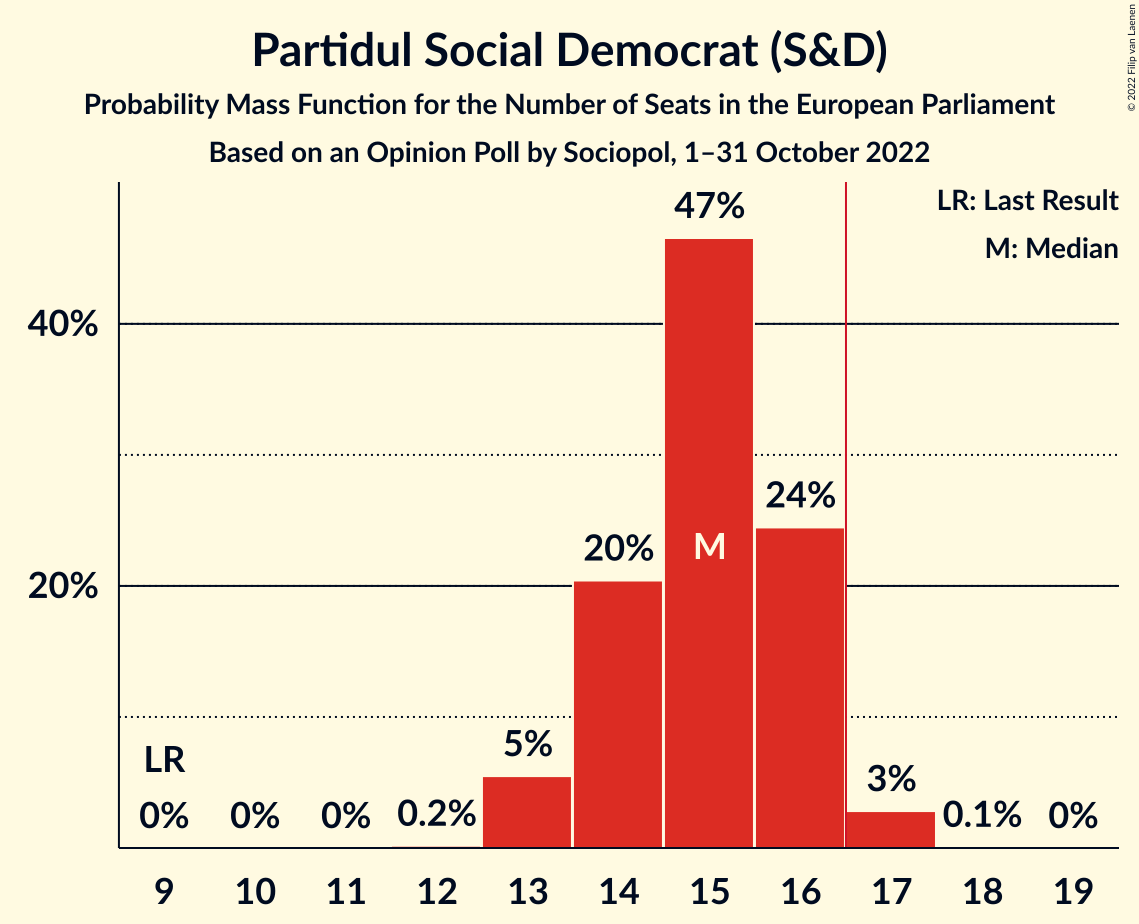 Partidul Social Democrat (S&D)
Probability Mass Function for the Number of Seats in the European Parliament
Based on an Opinion Poll by Sociopol, 1–31 October 2022
© 2022 Filip van Laenen
LR: Last Result
M: Median
47%
40%
24%
20%
M
20%
5%
LR
3%
0% 0% 0% 0.2% 0.1% 0%
9 10 11 12 13 14 15 16 17 18 19